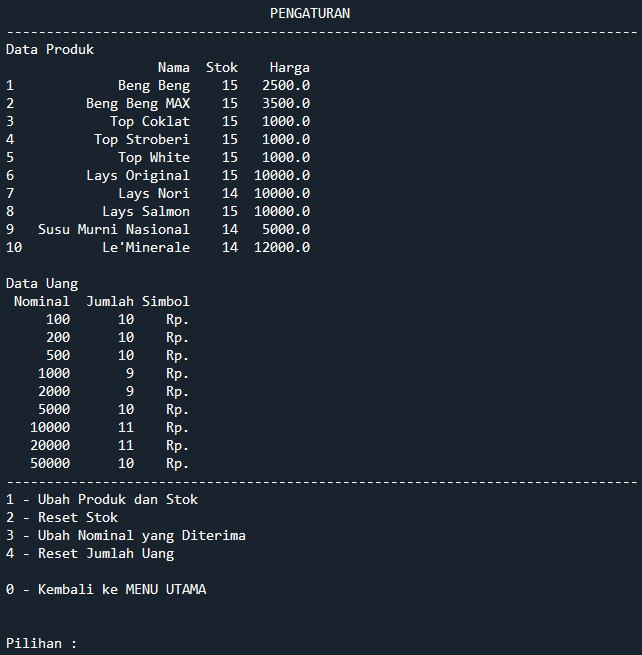 PENGATURAN
-------------------------------------------------------------------------------
Data Produk
Nama Stok Harga
1 Beng Beng 15 2500.0
2 Beng Beng MAX 15 3500.0
3 Top Coklat 15 1000.0
4 Top Stroberi 15 1000.0
5 Top White 15 1000.0
6 Lays Original 15 10000.0
7 Lays Nori 14 10000.0
8 Lays Salmon 15 10000.0
9 Susu Murni Nasional 14 5000.0
10 Le'Minerale 14 12000.0
Data Uang
Nominal Jumlah Simbol
100 10 Rp.
200 10 Rp.
500 10 Rp.
1000 9 Rp.
2000 9 Rp.
5000 10 Rp.
10000 11 Rp.
20000 11 Rp.
50000 10 Rp.
-------------------------------------------------------------------------------
1 - Ubah Produk dan Stok
2 - Reset Stok
3 - Ubah Nominal yang Diterima
4 - Reset Jumlah Uang
0 - Kembali ke MENU UTAMA
Pilihan :